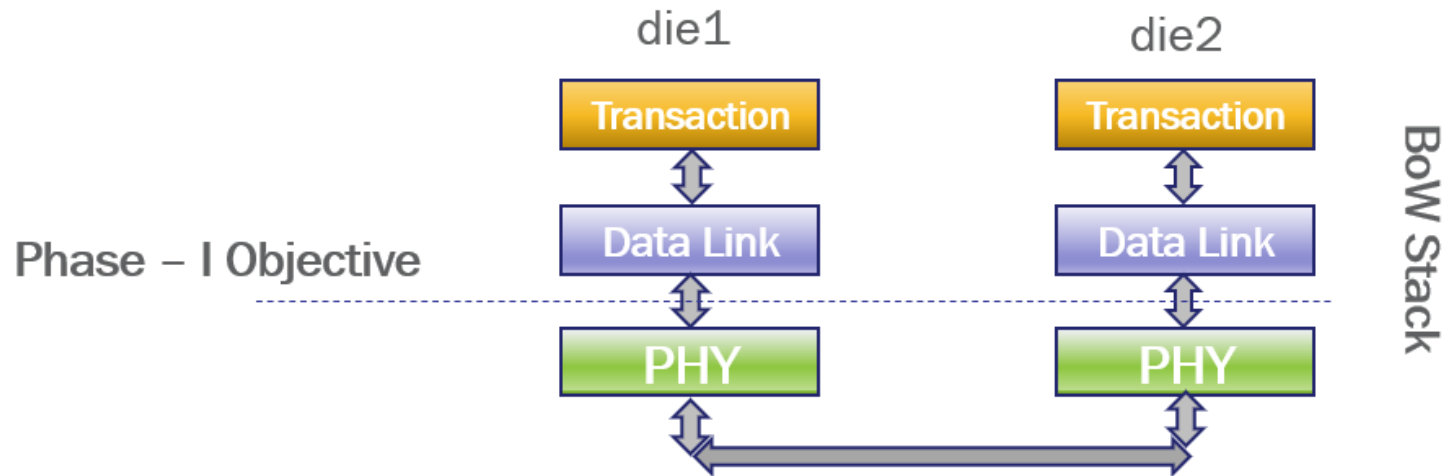 die1
die2
Transaction
Transaction
Data Link
Data Link
Phase – I Objective
PHY
PHY
BoW Stack